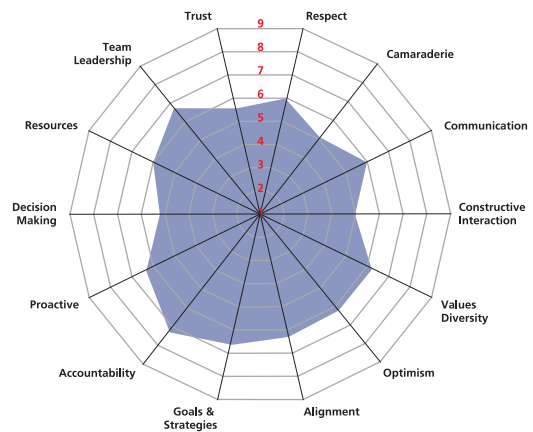 Trust
9
Respect
8
Team
Leadership
Camaraderie
7
6
Resources
5
Communication
4
3
2
Decision
Making
Constructive
Interaction
Proactive
Values
Diversity
Accountability
Optimism
Goals &
Strategies
Alignment